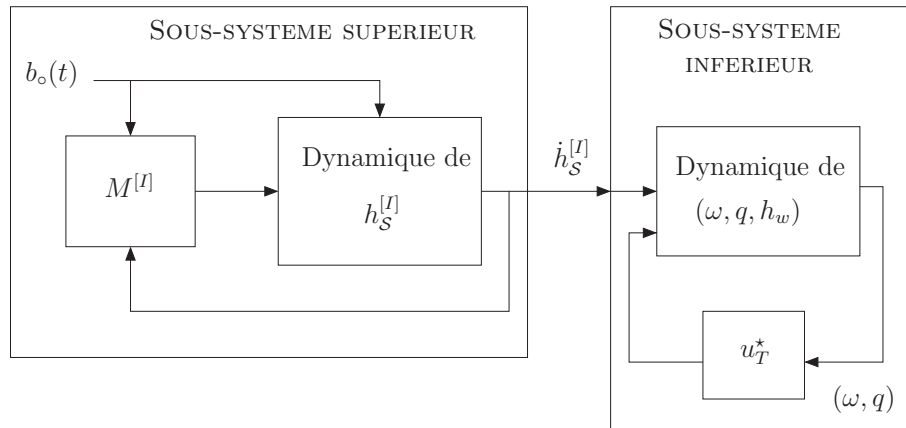 SOUS-SYSTEME SUPERIEUR
b∘(t)
M^{[I]}
Dynamique de
h_𝒮^{[I]}
ḣ_𝒮^{[I]}
SOUS-SYSTEME
INFERIEUR
Dynamique de
(ω, q, h_w)
u_T^⋆
(ω, q)